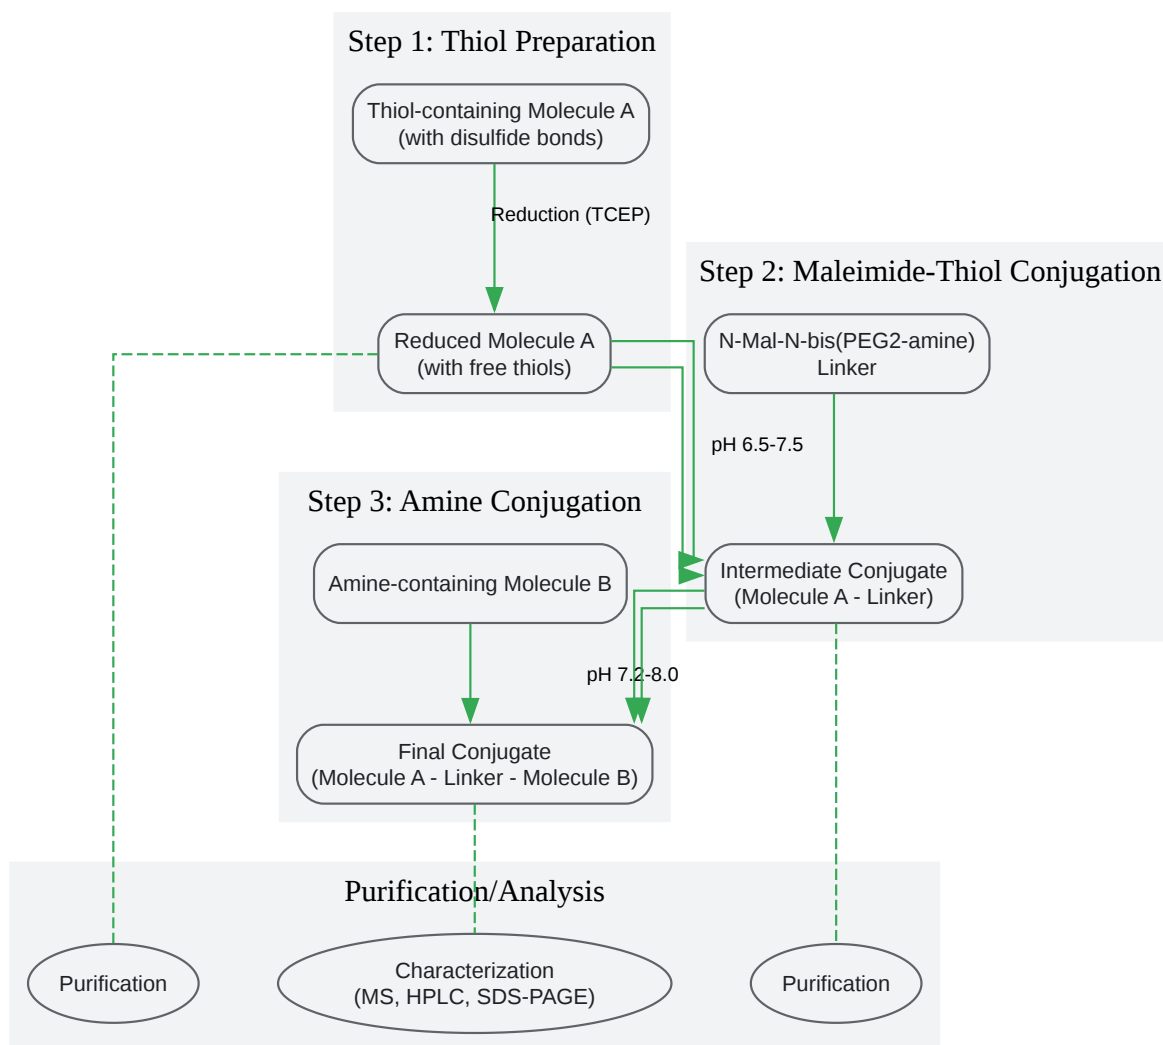 Step 1: Thiol Preparation
Thiol-containing Molecule A
(with disulfide bonds)
Reduction (TCEP)
Reduced Molecule A
(with free thiols)
Step 2: Maleimide-Thiol Conjugation
N-Mal-N-bis(PEG2-amine)
Linker
pH 6.5-7.5
Intermediate Conjugate
(Molecule A - Linker)
Step 3: Amine Conjugation
Amine-containing Molecule B
pH 7.2-8.0
Final Conjugate
(Molecule A - Linker - Molecule B)
Purification/Analysis
Purification
Characterization
(MS, HPLC, SDS-PAGE)
Purification